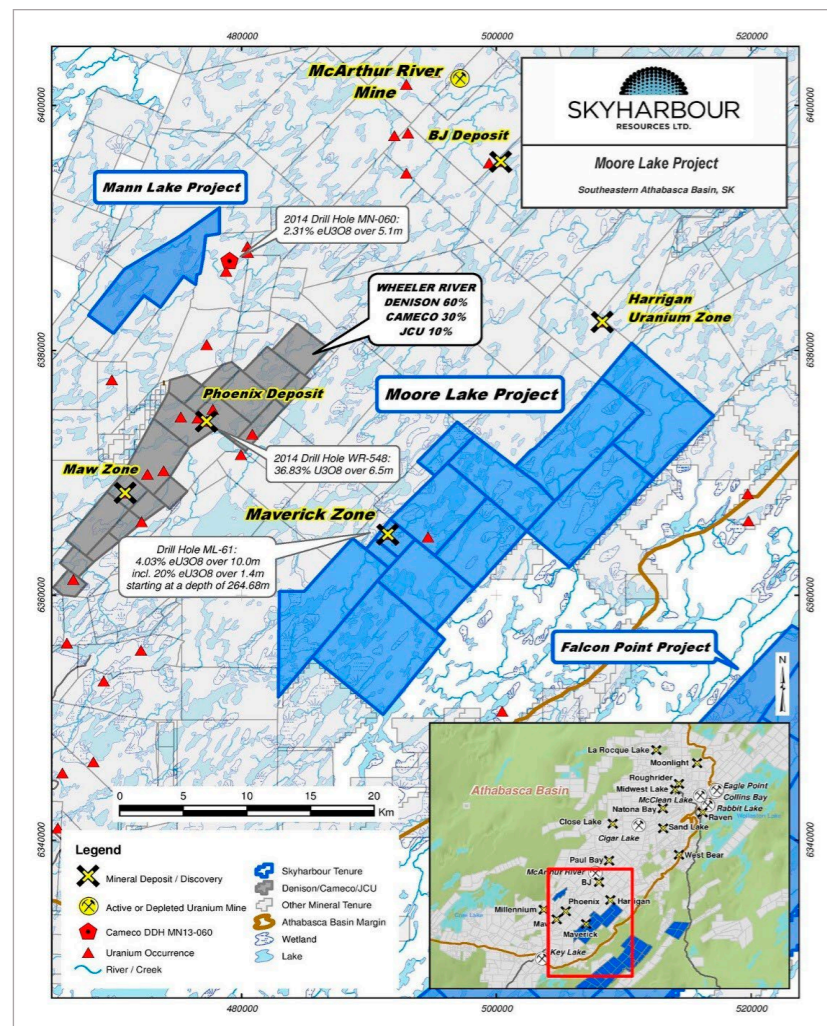 480000
500000
520000
6400000
6380000
6360000
6340000
McArthur River
Mine
BJ Deposit
SKYHARBOUR
RESOURCES LTD.
Moore Lake Project
Southeastern Athabasca Basin, SK
Mann Lake Project
2014 Drill Hole MN-060:
2.31% eU3O8 over 5.1m
WHEELER RIVER
DENISON 60%
CAMECO 30%
JCU 10%
Harrigan
Uranium Zone
Phoenix Deposit
Moore Lake Project
2014 Drill Hole WR-548:
36.83% U3O8 over 6.5m
Maw Zone
Maverick Zone
Drill Hole ML-61:
4.03% eU3O8 over 10.0m
incl. 20% eU3O8 over 1.4m
starting at a depth of 264.68m
Falcon Point Project
N
0 5 10 15 20
Km
Legend
Mineral Deposit / Discovery
Active or Depleted Uranium Mine
Cameco DDH MN13-060
Uranium Occurrence
River / Creek
Skyharbour Tenure
Denison/Cameco/JCU
Other Mineral Tenure
Athabasca Basin Margin
Wetland
Lake
La Rocque Lake
Moonlight
Athabasca Basin
Roughrider
Midwest Lake
McClean Lake
Eagle Point
Collins Bay
Rabbit Lake
Natona Bay
Raven
Close Lake
Cigar Lake
Sand Lake
Paul Bay
West Bear
McArthur River
BJ
Phoenix
Harrigan
Millennium
Maw
Maverick
Key Lake
480000
500000
520000